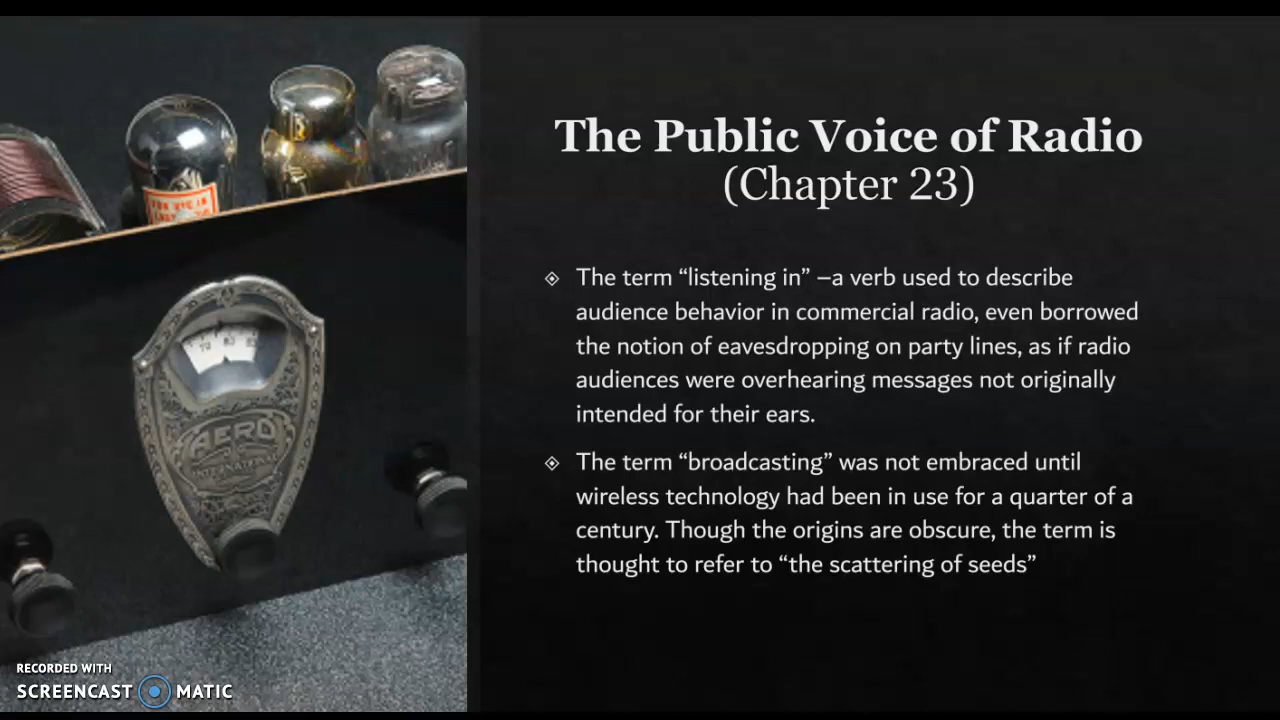 The Public Voice of Radio
(Chapter 23)
The term “listening in” –a verb used to describe
audience behavior in commercial radio, even borrowed
the notion of eavesdropping on party lines, as if radio
audiences were overhearing messages not originally
intended for their ears.
The term “broadcasting” was not embraced until
wireless technology had been in use for a quarter of a
century. Though the origins are obscure, the term is
thought to refer to “the scattering of seeds”
AERO
INTERNATIONAL
RECORDED WITH
SCREENCAST MATIC